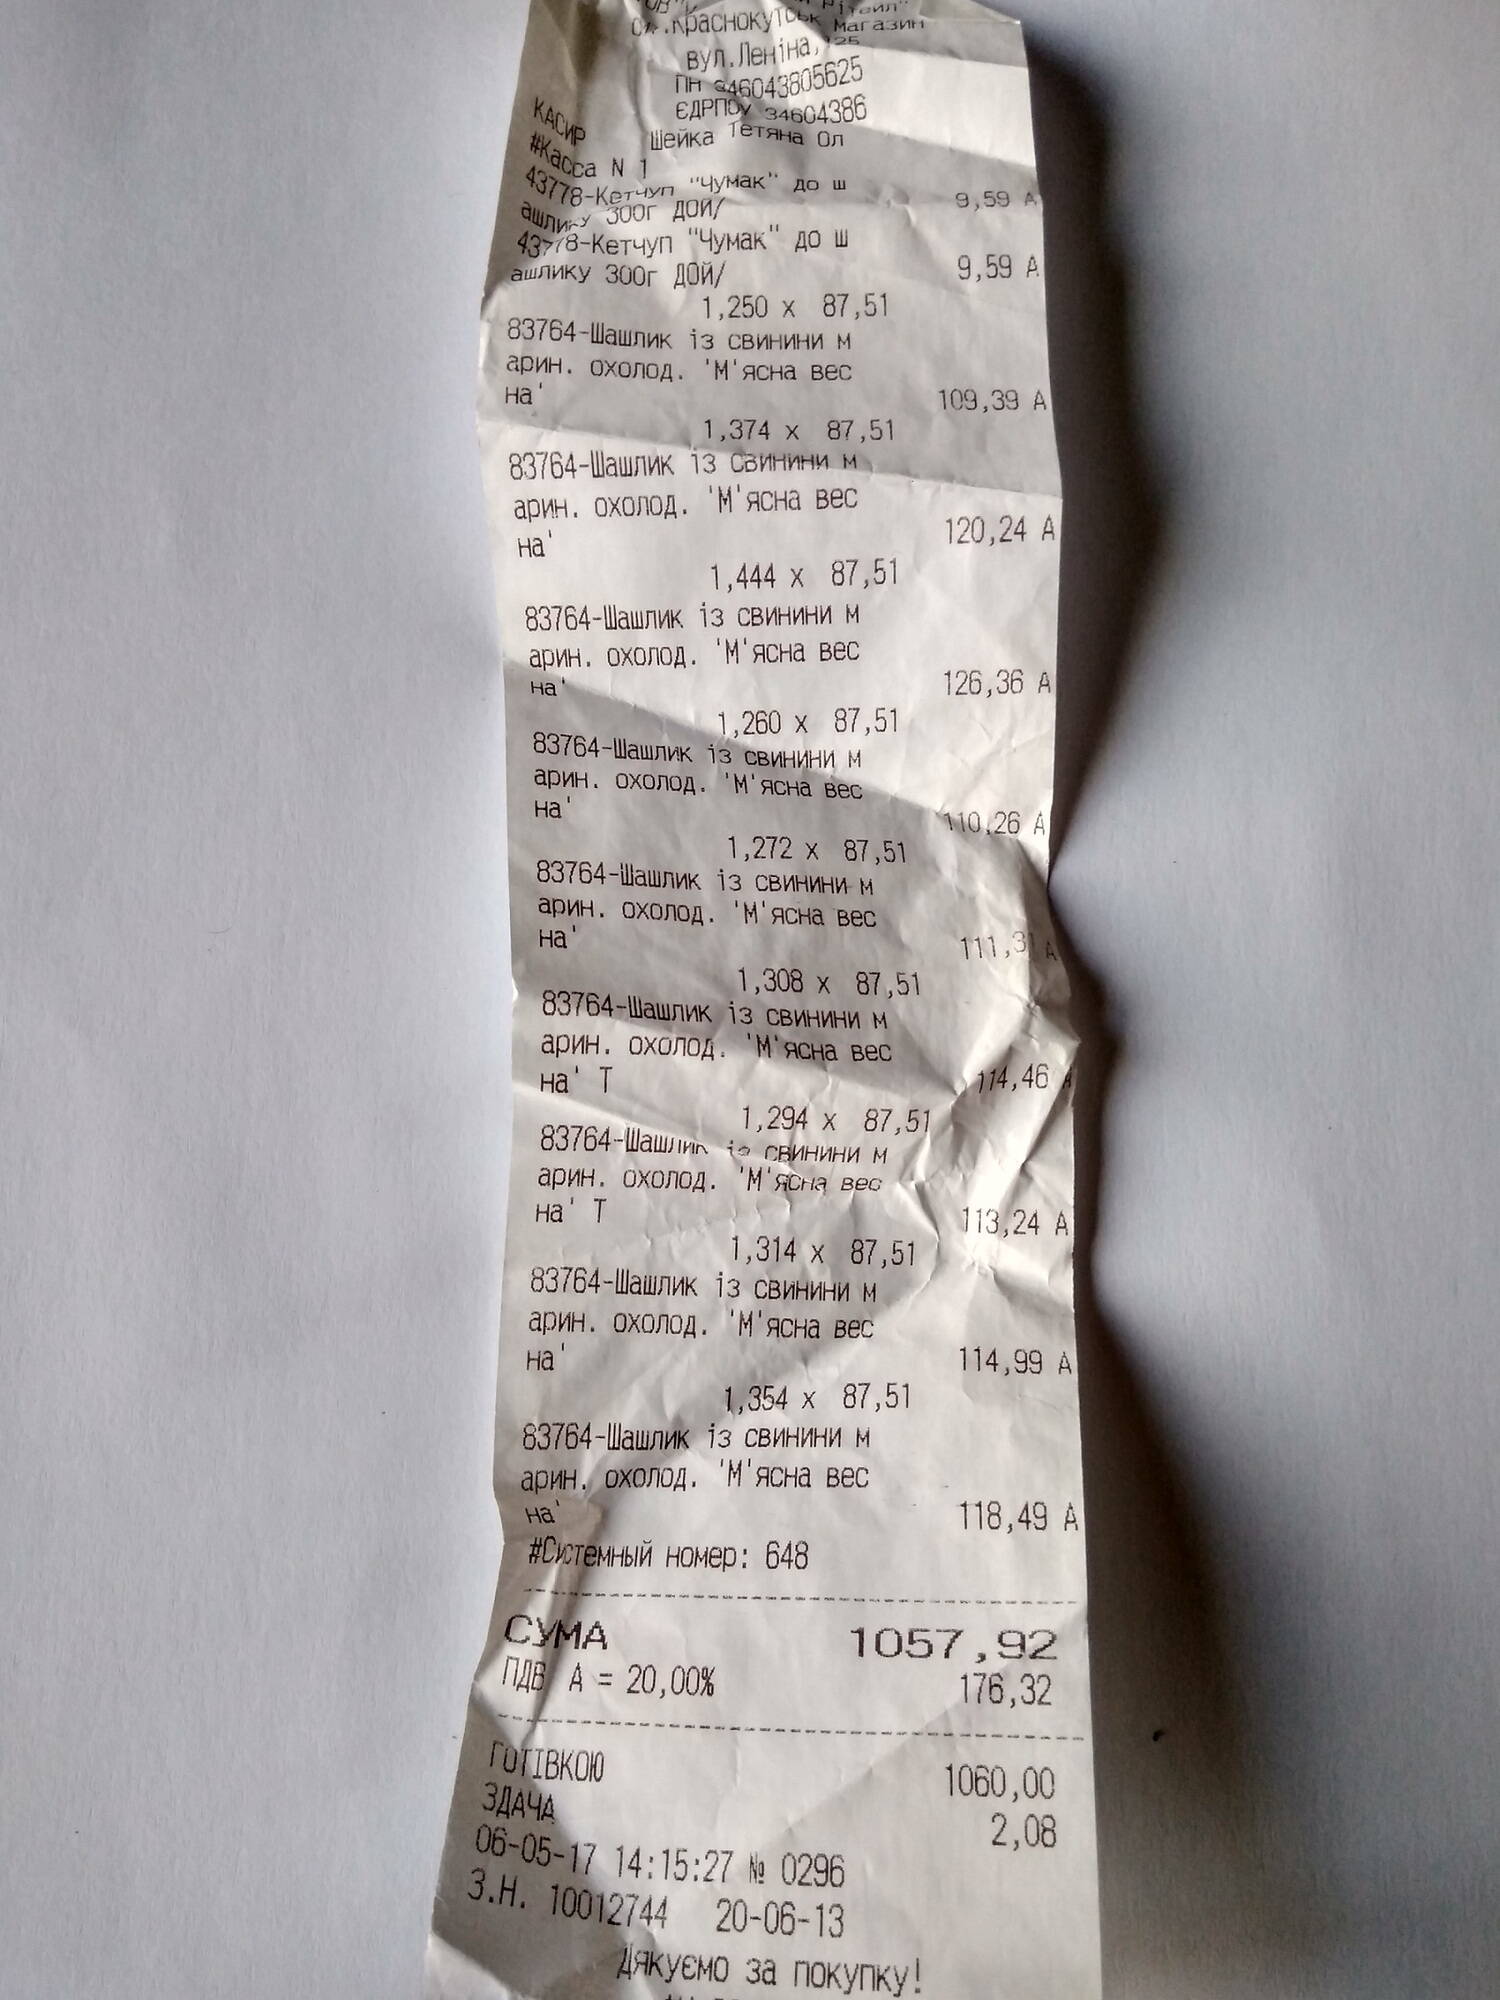 Краснокутськ магазин
вул.Леніна, 125
ПН 346043805625
ЄДРПОУ 34604386
КАСИР Шейка Тетяна Ол
#Касса N 1
43778-Кетчуп "Чумак" до ш
ашлику 300г ДОЙ/ 9,59 А
43778-Кетчуп "Чумак" до ш
ашлику 300г ДОЙ/ 9,59 А
1,250 x 87,51
83764-Шашлик із свинини м
арин. охолод. 'М'ясна вес
на' 109,39 А
1,374 x 87,51
83764-Шашлик із свинини м
арин. охолод. 'М'ясна вес
на' 120,24 А
1,444 x 87,51
83764-Шашлик із свинини м
арин. охолод. 'М'ясна вес
на' 126,36 А
1,260 x 87,51
83764-Шашлик із свинини м
арин. охолод. 'М'ясна вес
на' 110,26 А
1,272 x 87,51
83764-Шашлик із свинини м
арин. охолод. 'М'ясна вес
на' 111,31 А
1,308 x 87,51
83764-Шашлик із свинини м
арин. охолод. 'М'ясна вес
на' Т 114,46 А
1,294 x 87,51
83764-Шашлик із свинини м
арин. охолод. 'М'ясна вес
на' Т 113,24 А
1,314 x 87,51
83764-Шашлик із свинини м
арин. охолод. 'М'ясна вес
на' 114,99 А
1,354 x 87,51
83764-Шашлик із свинини м
арин. охолод. 'М'ясна вес
на' 118,49 А
#Системный номер: 648
СУМА 1057,92
ПДВ А = 20,00% 176,32
ГОТІВКОЮ 1060,00
ЗДАЧА 2,08
06-05-17 14:15:27 № 0296
З.Н. 10012744 20-06-13
Дякуємо за покупку!